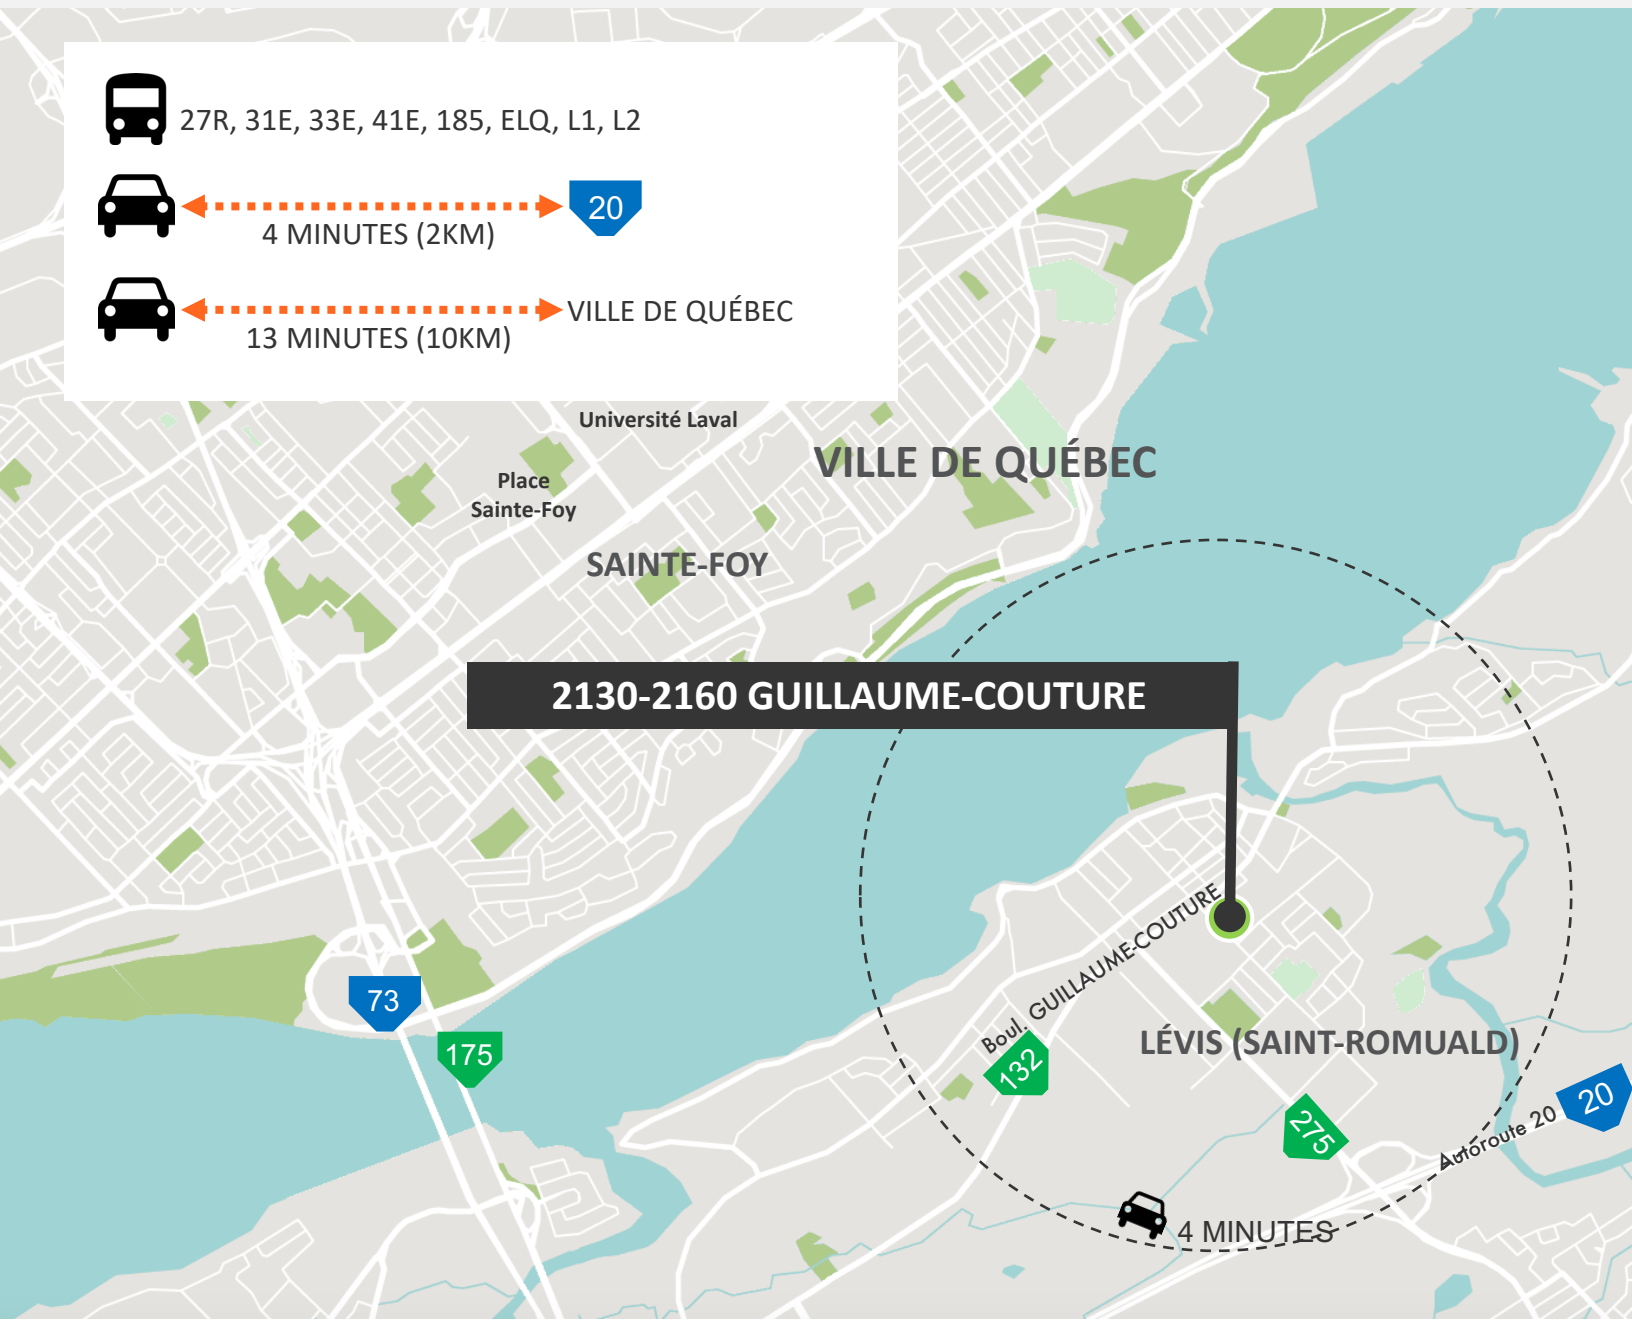 27R, 31E, 33E, 41E, 185, ELQ, L1, L2
20
4 MINUTES (2KM)
VILLE DE QUÉBEC
13 MINUTES (10KM)
Université Laval
VILLE DE QUÉBEC
Place
Sainte-Foy
SAINTE-FOY
2130-2160 GUILLAUME-COUTURE
Boul. GUILLAUME-COUTURE
73
175
132
LÉVIS (SAINT-ROMUALD)
20
Autoroute 20
275
4 MINUTES